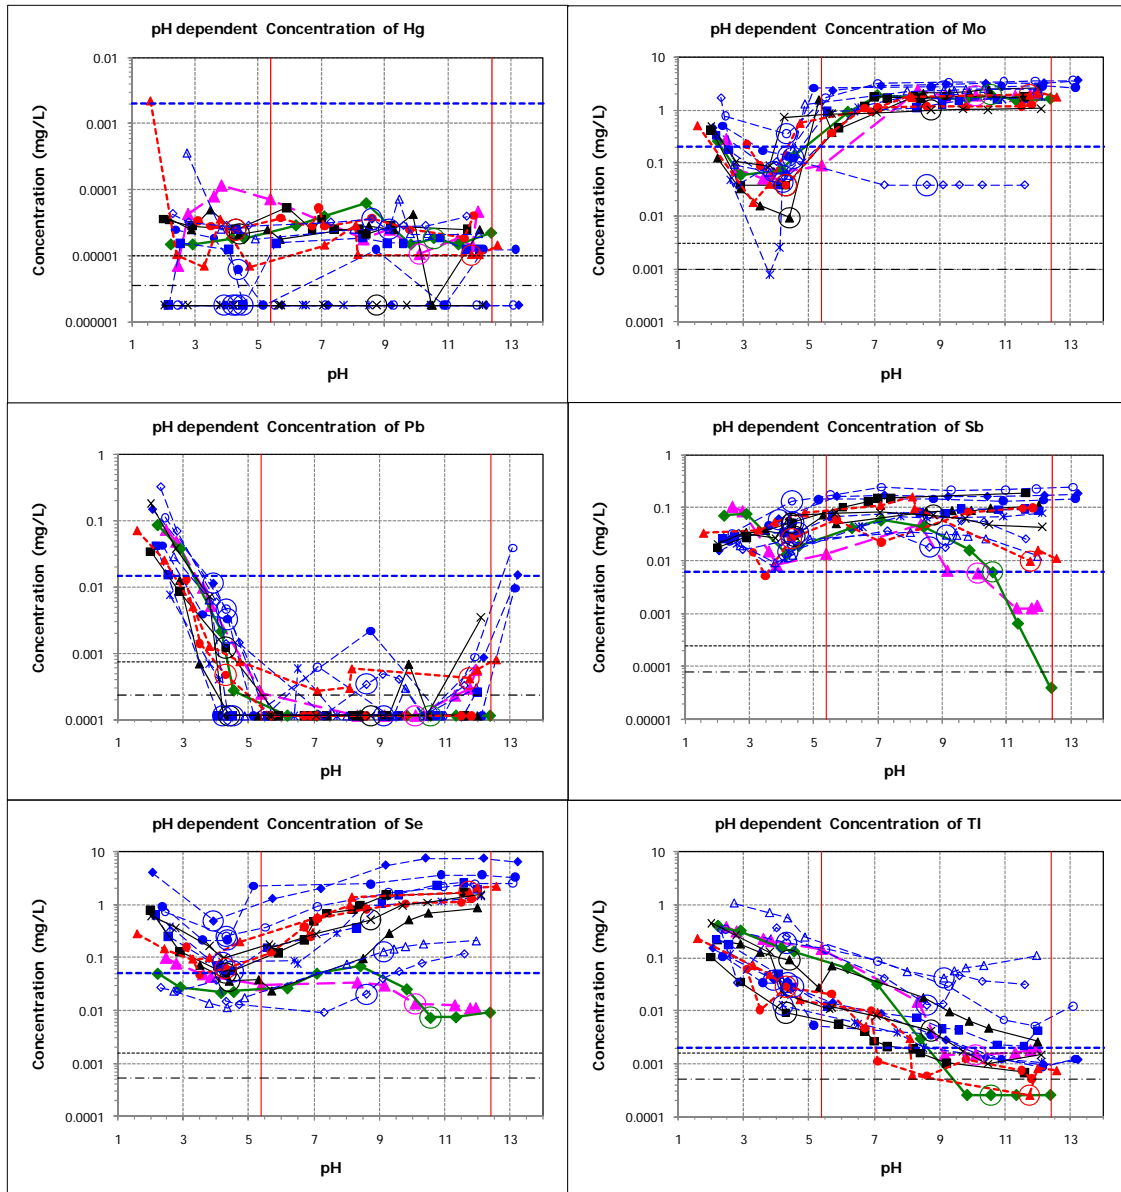 pH dependent Concentration of Hg
0.01
0.001
0.0001
0.00001
0.000001
Concentration (mg/L)
1 3 5 7 9 11 13
pH
pH dependent Concentration of Mo
10
1
0.1
0.01
0.001
0.0001
Concentration (mg/L)
1 3 5 7 9 11 13
pH
pH dependent Concentration of Pb
1
0.1
0.01
0.001
0.0001
Concentration (mg/L)
1 3 5 7 9 11 13
pH
pH dependent Concentration of Sb
1
0.1
0.01
0.001
0.0001
0.00001
Concentration (mg/L)
1 3 5 7 9 11 13
pH
pH dependent Concentration of Se
10
1
0.1
0.01
0.001
0.0001
Concentration (mg/L)
1 3 5 7 9 11 13
pH
pH dependent Concentration of Tl
10
1
0.1
0.01
0.001
0.0001
Concentration (mg/L)
1 3 5 7 9 11 13
pH